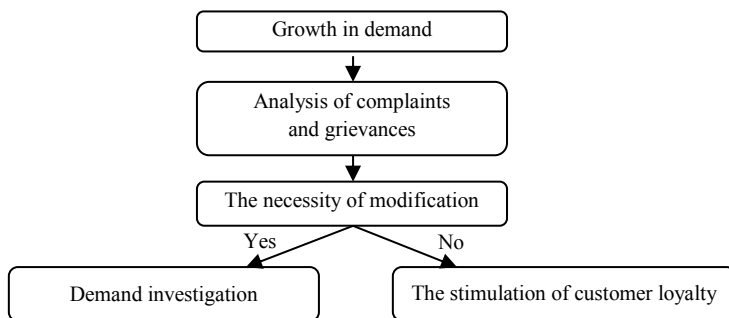 Growth in demand
Analysis of complaints
and grievances
The necessity of modification
Yes
No
Demand investigation
The stimulation of customer loyalty